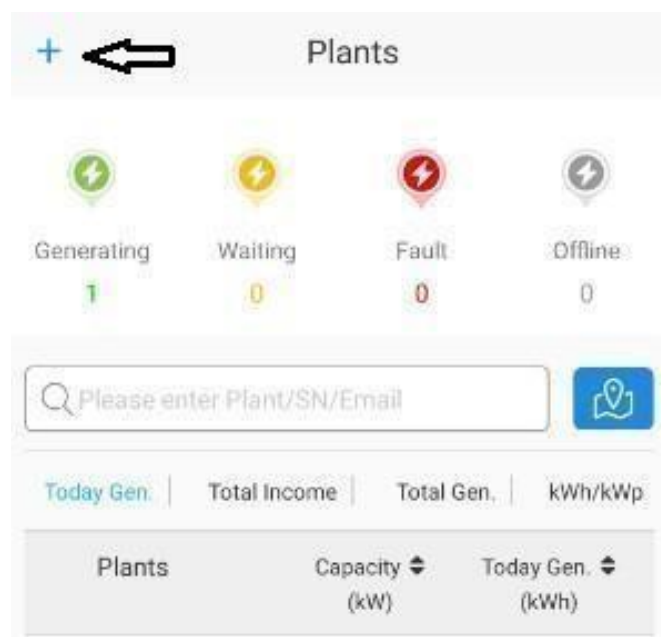 + Plants
Generating Waiting Fault Offline
1 0 0 0
Please enter Plant/SN/Email
Today Gen. Total Income Total Gen. kWh/kWp
Plants Capacity Today Gen.
(kW) (kWh)